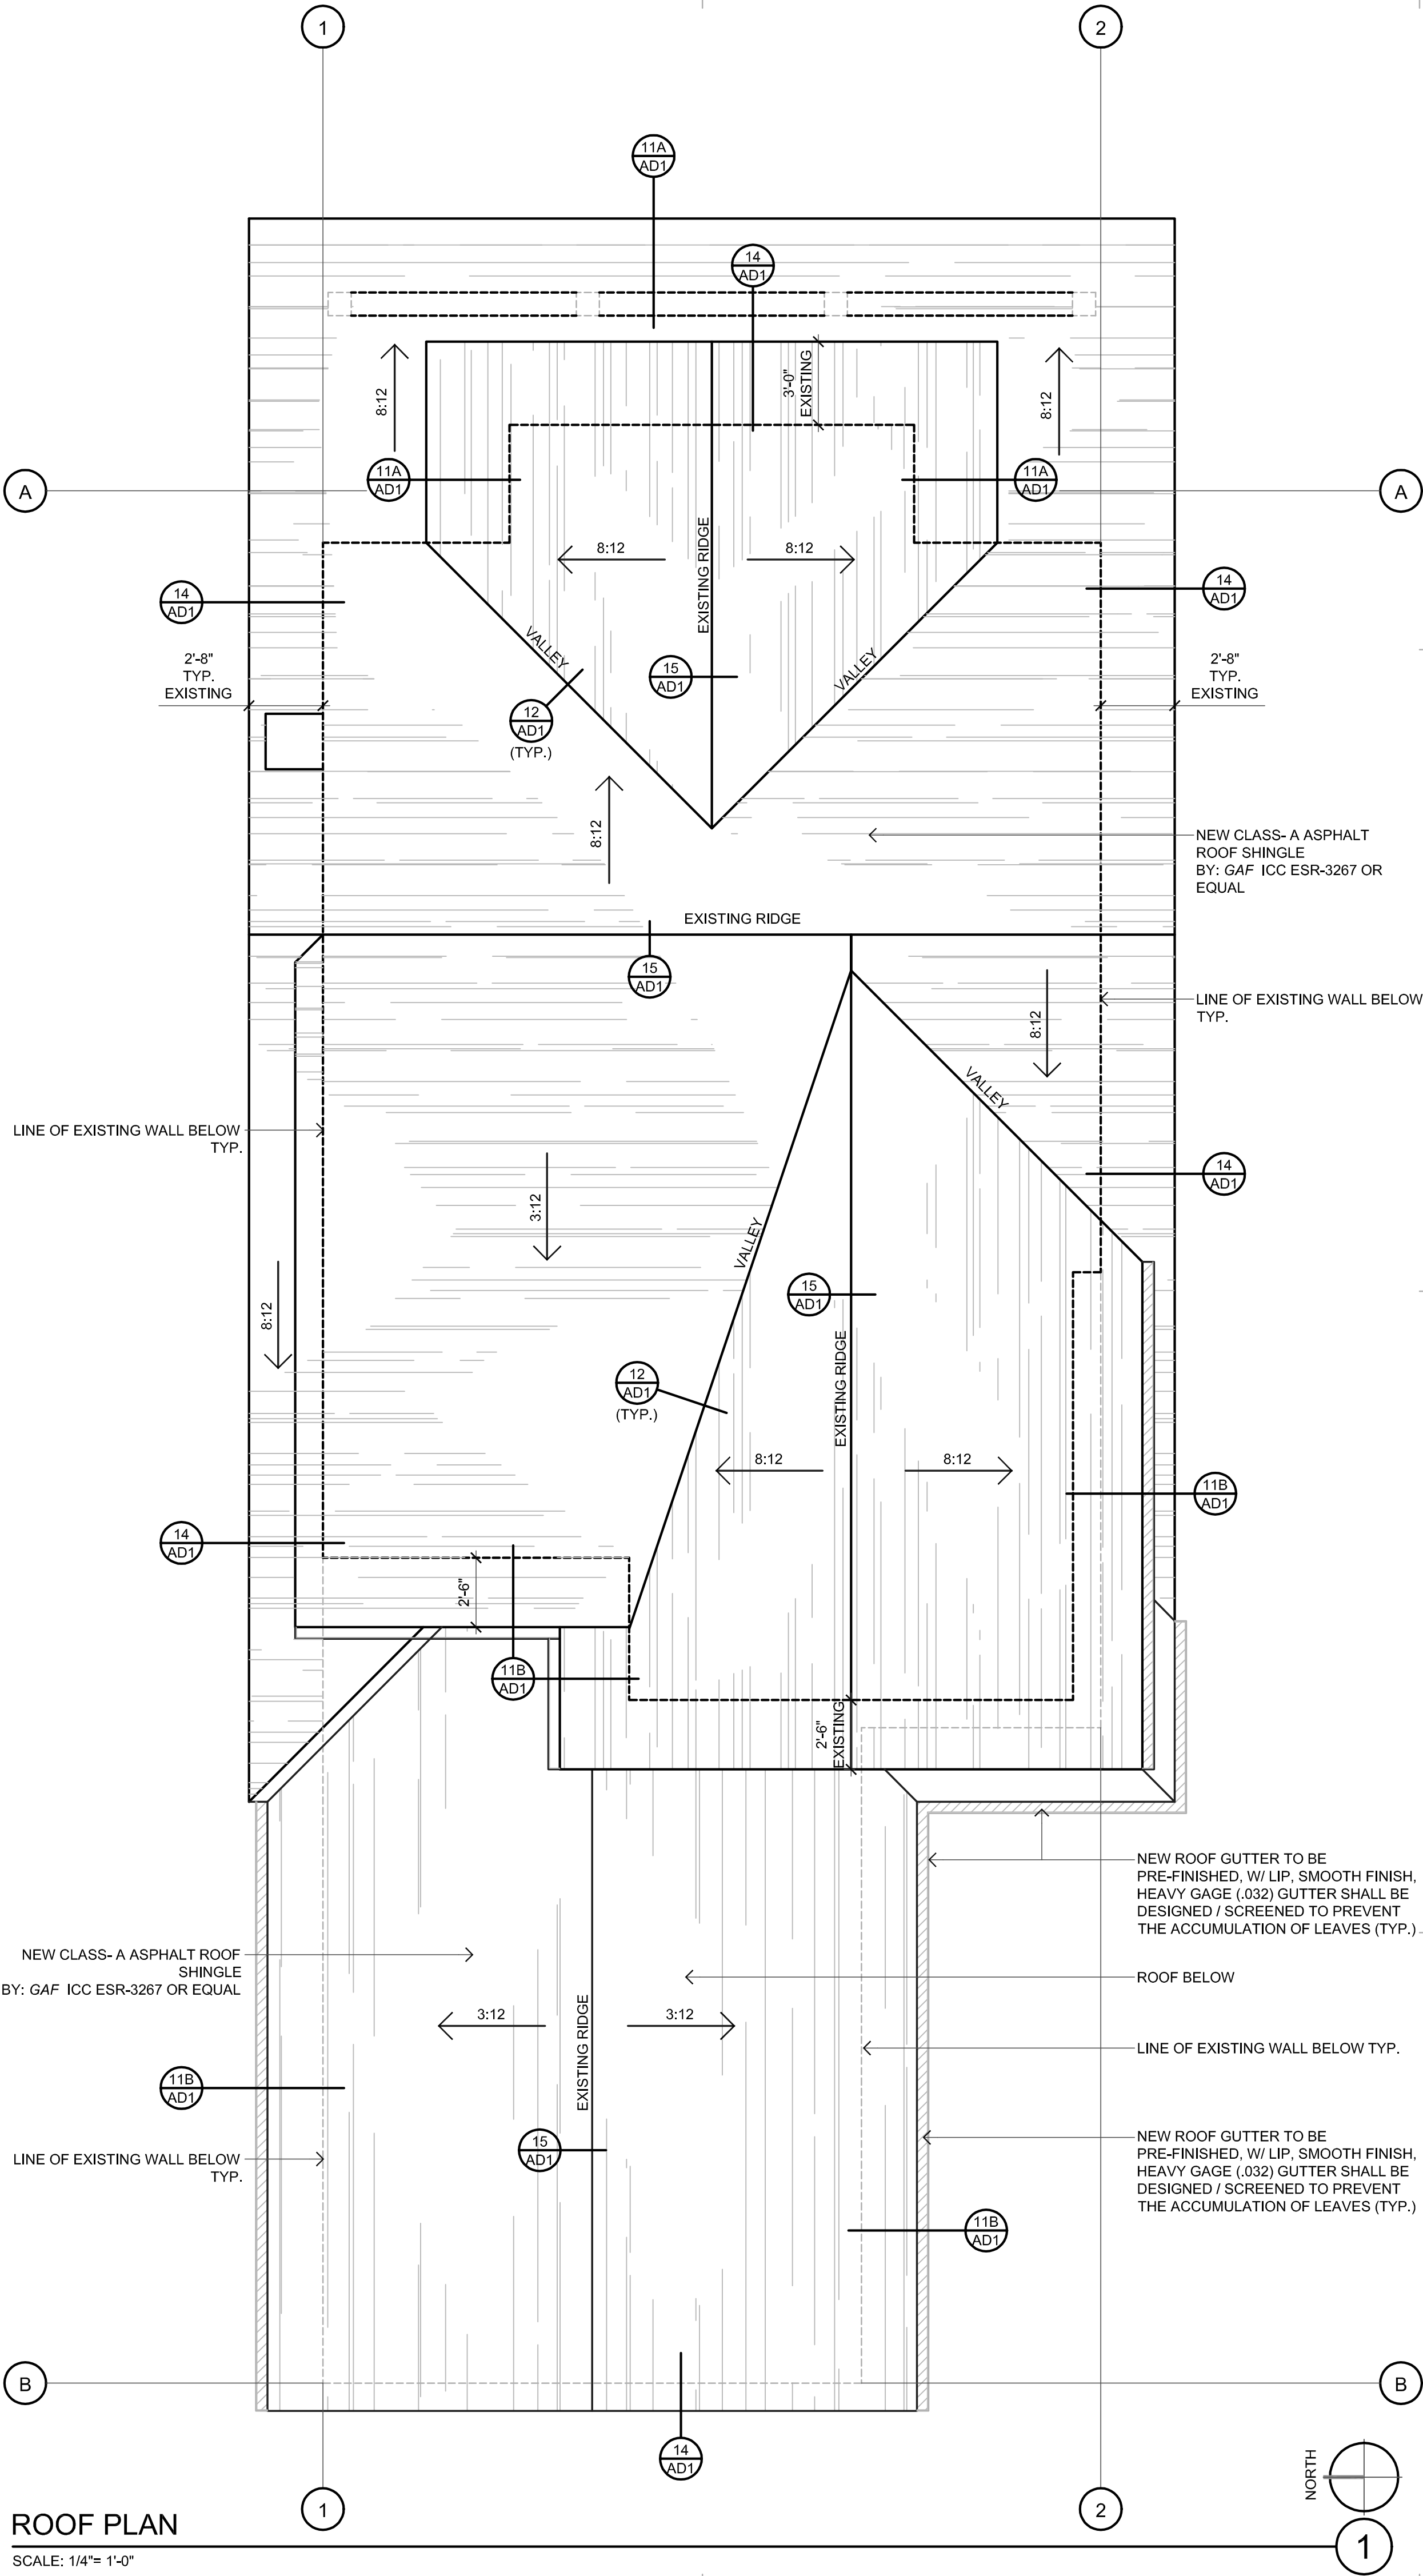 1
2
11A
AD1
14
AD1
3'-0"
EXISTING
8:12
8:12
11A
AD1
11A
AD1
A
A
EXISTING RIDGE
8:12
8:12
14
AD1
14
AD1
VALLEY
VALLEY
2'-8"
TYP.
EXISTING
15
AD1
2'-8"
TYP.
EXISTING
12
AD1
(TYP.)
8:12
NEW CLASS- A ASPHALT
ROOF SHINGLE
BY: GAF ICC ESR-3267 OR
EQUAL
EXISTING RIDGE
15
AD1
LINE OF EXISTING WALL BELOW
TYP.
8:12
VALLEY
LINE OF EXISTING WALL BELOW
TYP.
14
AD1
3:12
VALLEY
15
AD1
8:12
EXISTING RIDGE
12
AD1
(TYP.)
8:12
8:12
11B
AD1
14
AD1
2'-6"
11B
AD1
2'-6"
EXISTING
NEW ROOF GUTTER TO BE
PRE-FINISHED, W/ LIP, SMOOTH FINISH,
HEAVY GAGE (.032) GUTTER SHALL BE
DESIGNED / SCREENED TO PREVENT
THE ACCUMULATION OF LEAVES (TYP.)
NEW CLASS- A ASPHALT ROOF
SHINGLE
BY: GAF ICC ESR-3267 OR EQUAL
ROOF BELOW
3:12
3:12
EXISTING RIDGE
LINE OF EXISTING WALL BELOW TYP.
11B
AD1
15
AD1
LINE OF EXISTING WALL BELOW
TYP.
NEW ROOF GUTTER TO BE
PRE-FINISHED, W/ LIP, SMOOTH FINISH,
HEAVY GAGE (.032) GUTTER SHALL BE
DESIGNED / SCREENED TO PREVENT
THE ACCUMULATION OF LEAVES (TYP.)
11B
AD1
B
B
14
AD1
NORTH
1
2
ROOF PLAN
1
SCALE: 1/4"= 1'-0"